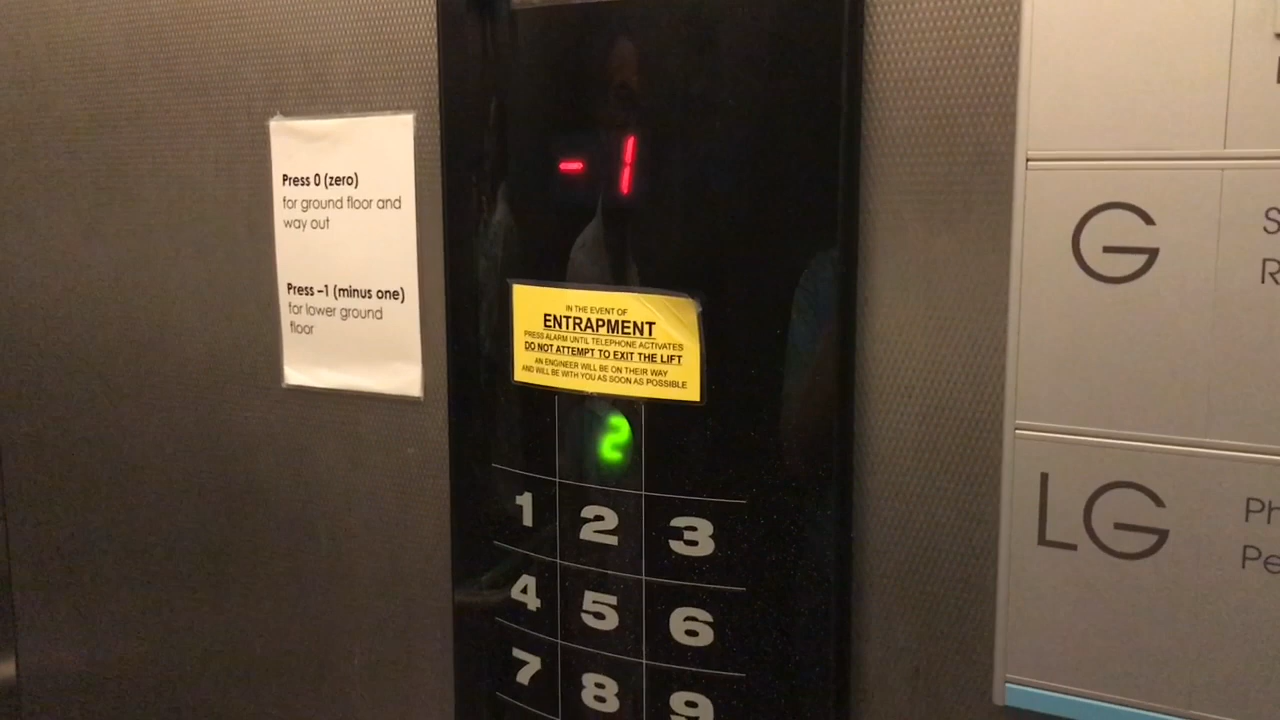 Press 0 (zero)
for ground floor and
way out
Press –1 (minus one)
for lower ground
floor
- 1
IN THE EVENT OF
ENTRAPMENT
PRESS ALARM UNTIL TELEPHONE ACTIVATES
DO NOT ATTEMPT TO EXIT THE LIFT
AN ENGINEER WILL BE ON THEIR WAY
AND WILL BE WITH YOU AS SOON AS POSSIBLE
2
1 2 3
4 5 6
7 8 9
G
LG